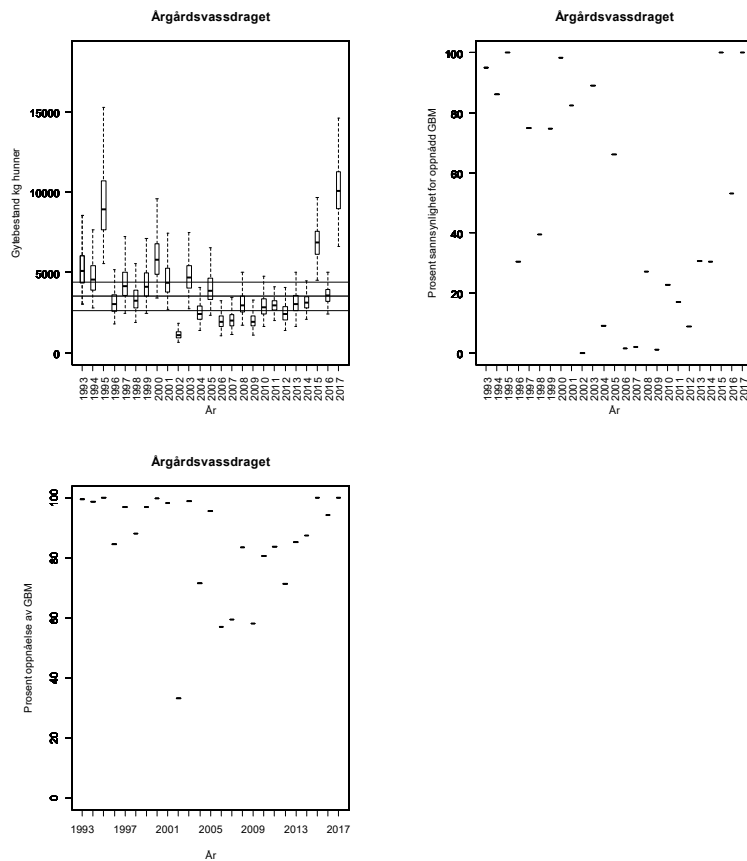 Årgårdsvassdraget
Gytebestand kg hunner
15000
10000
5000
0
1993 1994 1995 1996 1997 1998 1999 2000 2001 2002 2003 2004 2005 2006 2007 2008 2009 2010 2011 2012 2013 2014 2015 2016 2017
År
Årgårdsvassdraget
Prosent sannsynlighet for oppnådd GBM
100
80
60
40
20
0
1993 1994 1995 1996 1997 1998 1999 2000 2001 2002 2003 2004 2005 2006 2007 2008 2009 2010 2011 2012 2013 2014 2015 2016 2017
År
Årgårdsvassdraget
Prosent oppnåelse av GBM
100
80
60
40
20
0
1993 1997 2001 2005 2009 2013 2017
År